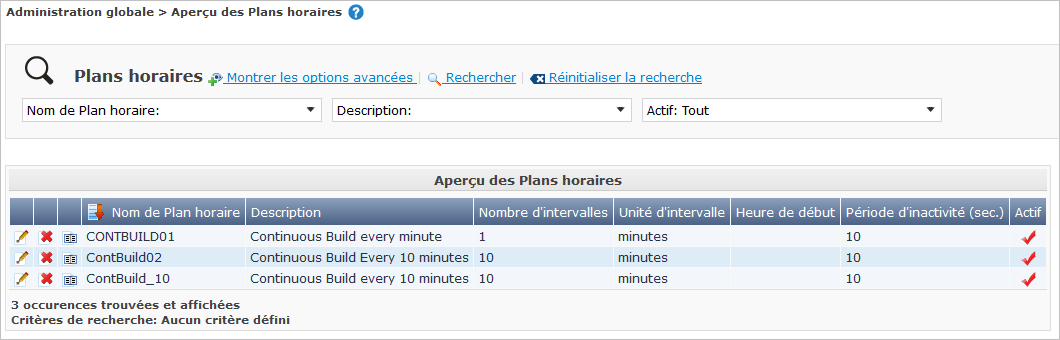 Administration globale > Aperçu des Plans horaires ?
Plans horaires Montrer les options avancées | Rechercher | Réinitialiser la recherche
Nom de Plan horaire: Description: Actif: Tout
Aperçu des Plans horaires
Nom de Plan horaire Description Nombre d'intervalles Unité d'intervalle Heure de début Période d'inactivité (sec.) Actif
CONTBUILD01 Continuous Build every minute 1 minutes 10
ContBuild02 Continuous Build Every 10 minutes 10 minutes 10
ContBuild_10 Continuous Build Every 10 minutes 10 minutes 10
3 occurences trouvées et affichées
Critères de recherche: Aucun critère défini